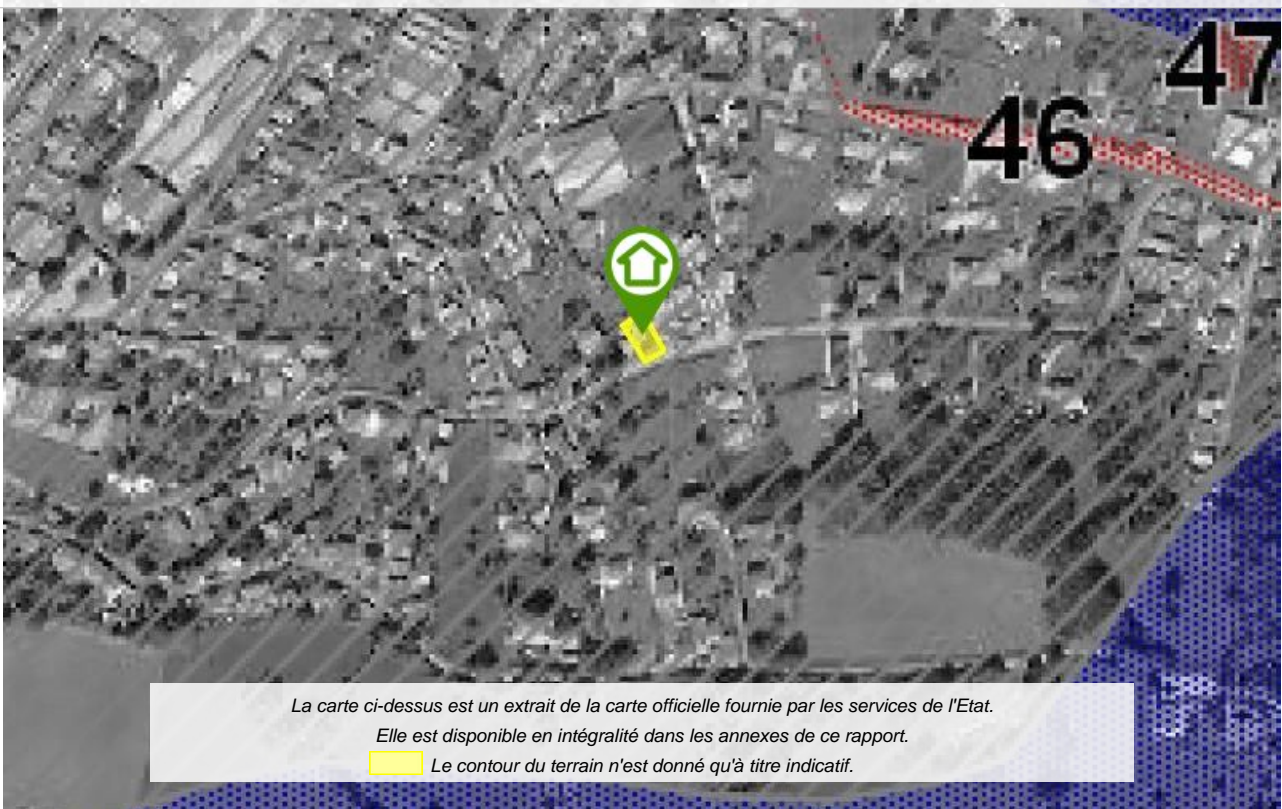 47
46
La carte ci-dessus est un extrait de la carte officielle fournie par les services de l'Etat.
Elle est disponible en intégralité dans les annexes de ce rapport.
Le contour du terrain n'est donné qu'à titre indicatif.